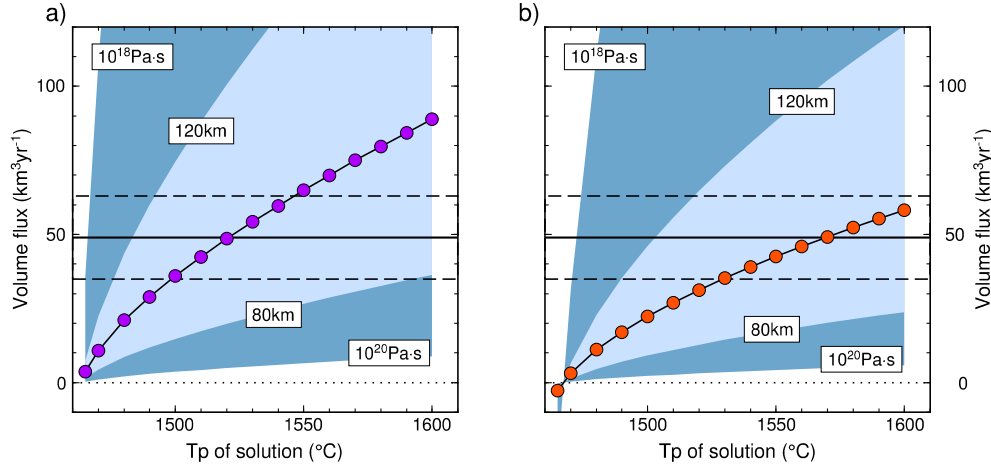 a)
b)
10¹⁸Pa·s
120km
80km
10²⁰Pa·s
100
50
0
Volume flux (km³yr⁻¹)
1500
1550
1600
Tp of solution (°C)
10¹⁸Pa·s
120km
80km
10²⁰Pa·s
100
50
0
Volume flux (km³yr⁻¹)
1500
1550
1600
Tp of solution (°C)